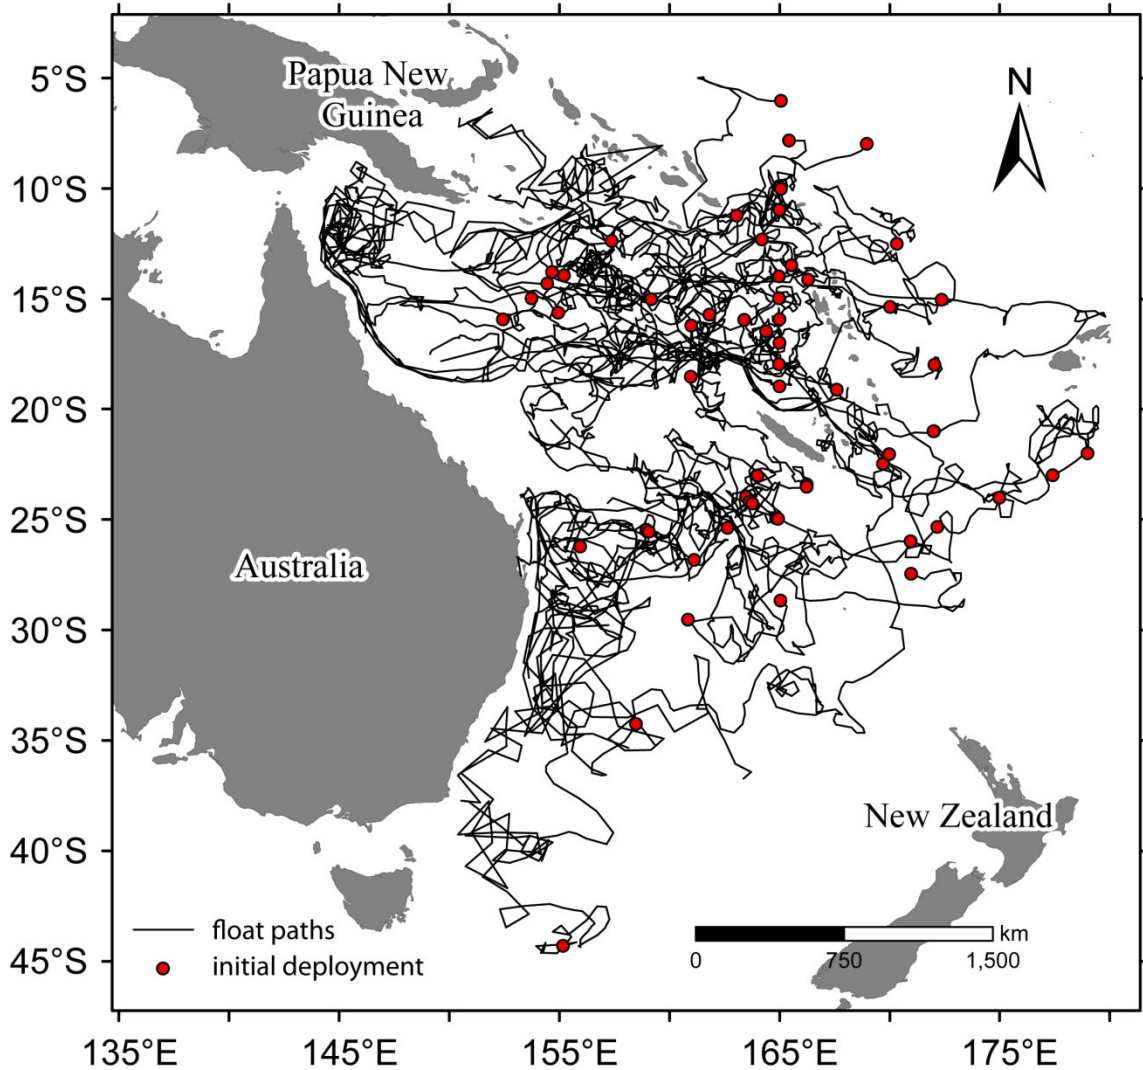 5°S
10°S
15°S
20°S
25°S
30°S
35°S
40°S
45°S
Papua New
Guinea
N
Australia
New Zealand
float paths
initial deployment
km
0 750 1,500
135°E 145°E 155°E 165°E 175°E